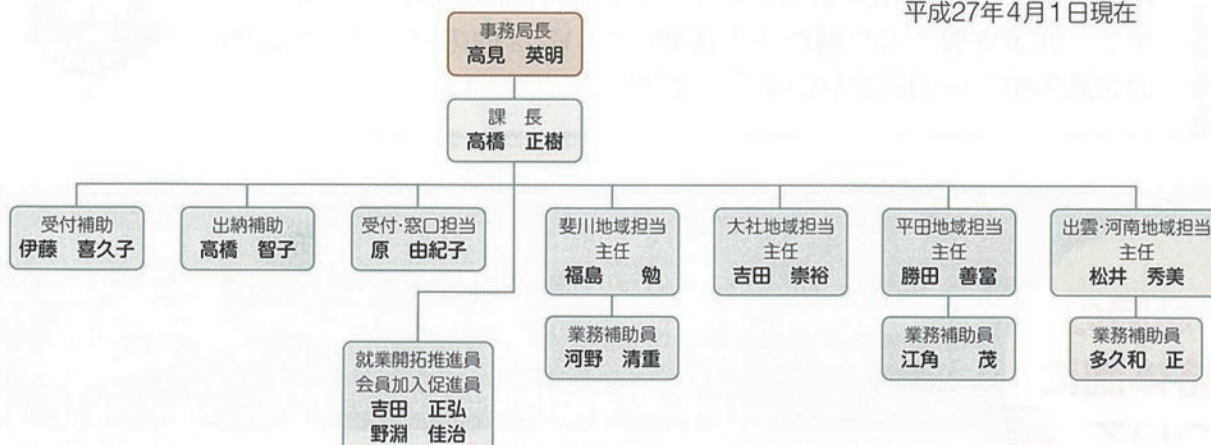 平成27年4月1日現在
事務局長
高見　英明
課　長
高橋　正樹
受付補助
伊藤　喜久子
出納補助
高橋　智子
受付・窓口担当
原　由紀子
斐川地域担当
主任
福島　勉
大社地域担当
主任
吉田　崇裕
平田地域担当
主任
勝田　善富
出雲・河南地域担当
主任
松井　秀美
就業開拓推進員
会員加入促進員
吉田　正弘
野淵　佳治
業務補助員
河野　清重
業務補助員
江角　茂
業務補助員
多久和　正